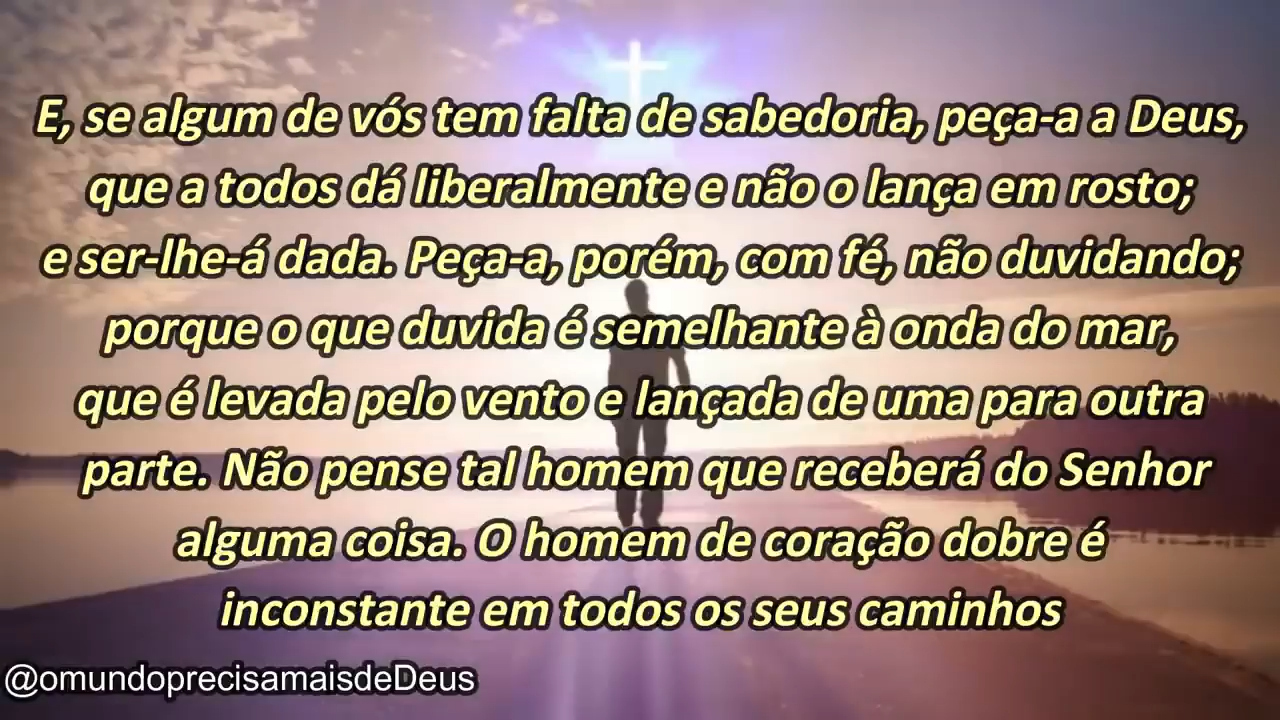 E, se algum de vós tem falta de sabedoria, peça-a a Deus,
que a todos dá liberalmente e não o lança em rosto;
e ser-lhe-á dada. Peça-a, porém, com fé, não duvidando;
porque o que duvida é semelhante à onda do mar,
que é levada pelo vento e lançada de uma para outra
parte. Não pense tal homem que receberá do Senhor
alguma coisa. O homem de coração dobre é
inconstante em todos os seus caminhos
@omundoprecisamaisdeDeus